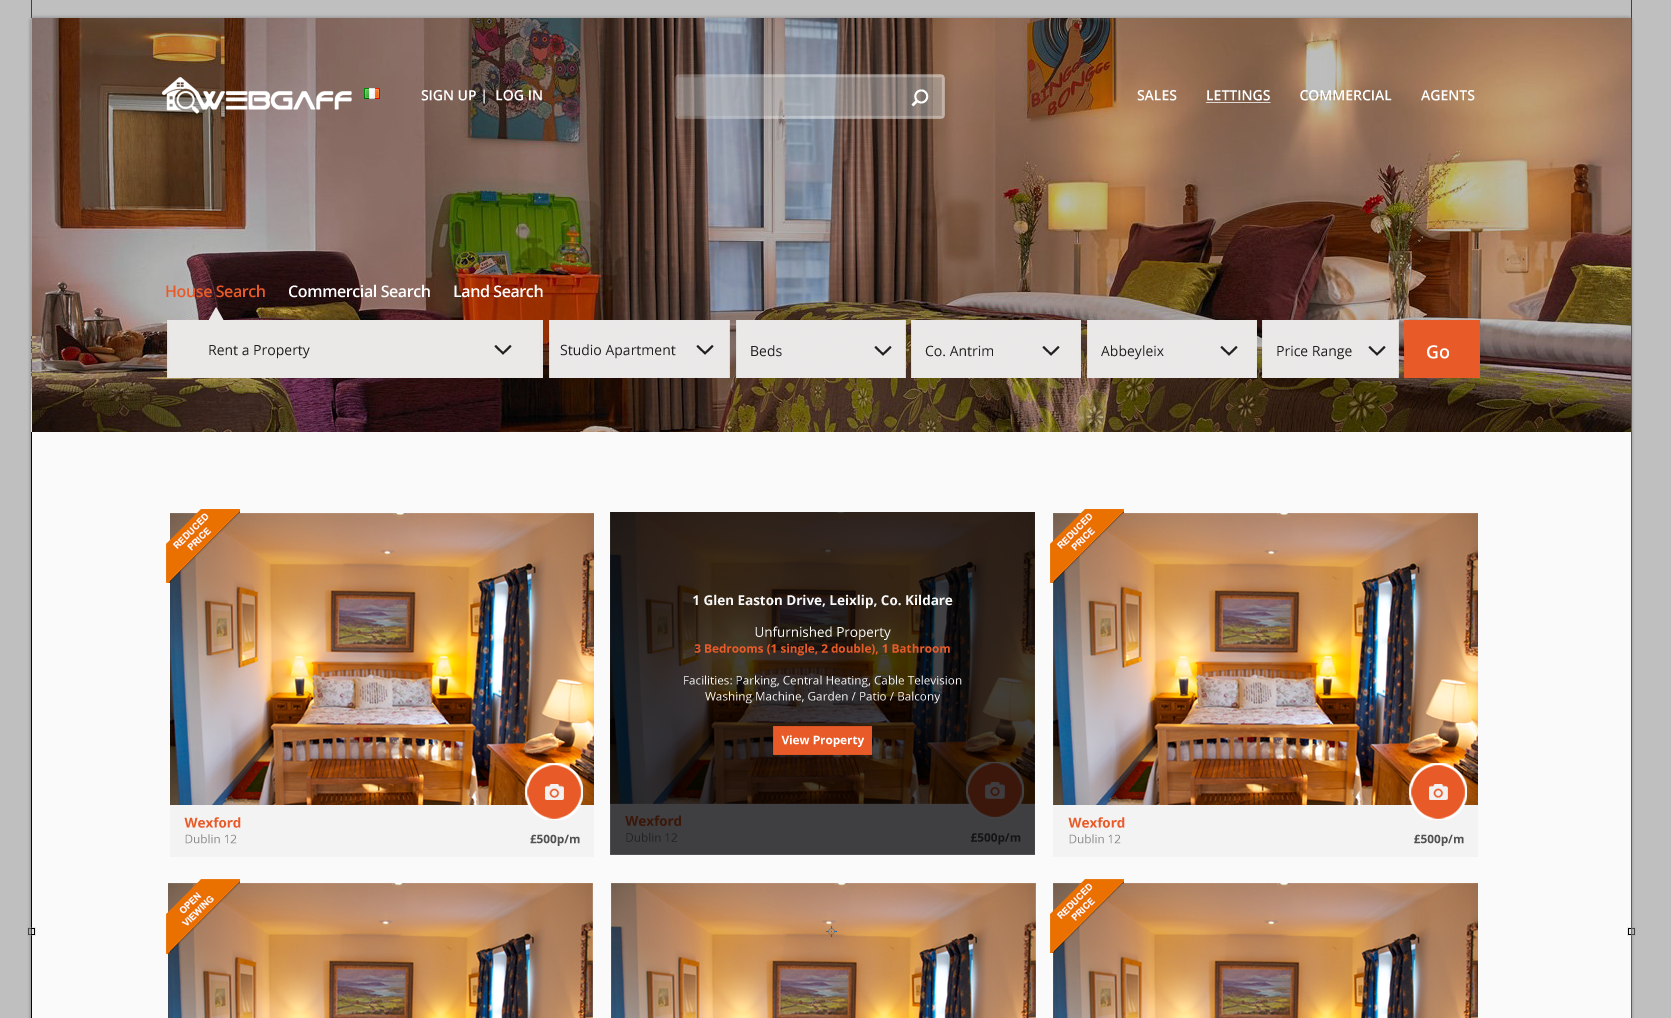 WEBGAFF
SIGN UP | LOG IN
SALES LETTINGS COMMERCIAL AGENTS
BINGO
BONGOS
House Search Commercial Search Land Search
Rent a Property Studio Apartment Beds Co. Antrim Abbeyleix Price Range Go
REDUCED
PRICE
Wexford
Dublin 12 £500p/m
1 Glen Easton Drive, Leixlip, Co. Kildare
Unfurnished Property
3 Bedrooms (1 single, 2 double), 1 Bathroom
Facilities: Parking, Central Heating, Cable Television
Washing Machine, Garden / Patio / Balcony
View Property
Wexford
Dublin 12 £500p/m
REDUCED
PRICE
Wexford
Dublin 12 £500p/m
OPEN
VIEWING
REDUCED
PRICE